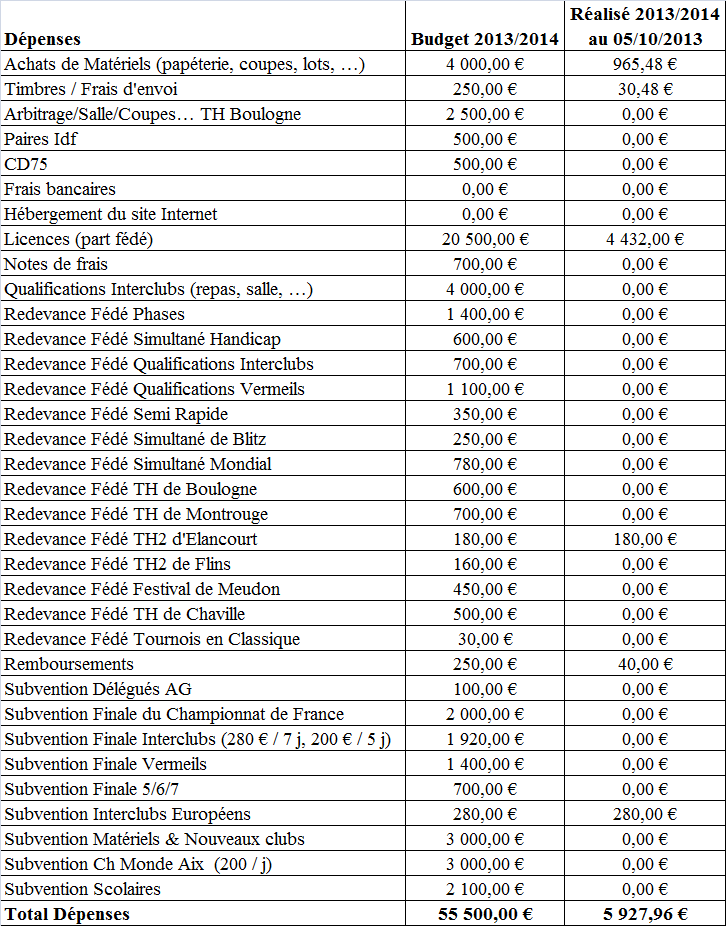 Réalisé 2013/2014
Dépenses Budget 2013/2014 au 05/10/2013
Achats de Matériels (papéterie, coupes, lots, …) 4 000,00 € 965,48 €
Timbres / Frais d'envoi 250,00 € 30,48 €
Arbitrage/Salle/Coupes… TH Boulogne 2 500,00 € 0,00 €
Paires Idf 500,00 € 0,00 €
CD75 500,00 € 0,00 €
Frais bancaires 0,00 € 0,00 €
Hébergement du site Internet 0,00 € 0,00 €
Licences (part fédé) 20 500,00 € 4 432,00 €
Notes de frais 700,00 € 0,00 €
Qualifications Interclubs (repas, salle, …) 4 000,00 € 0,00 €
Redevance Fédé Phases 1 400,00 € 0,00 €
Redevance Fédé Simultané Handicap 600,00 € 0,00 €
Redevance Fédé Qualifications Interclubs 700,00 € 0,00 €
Redevance Fédé Qualifications Vermeils 1 100,00 € 0,00 €
Redevance Fédé Semi Rapide 350,00 € 0,00 €
Redevance Fédé Simultané de Blitz 250,00 € 0,00 €
Redevance Fédé Simultané Mondial 780,00 € 0,00 €
Redevance Fédé TH de Boulogne 600,00 € 0,00 €
Redevance Fédé TH de Montrouge 700,00 € 0,00 €
Redevance Fédé TH2 d'Elancourt 180,00 € 180,00 €
Redevance Fédé TH2 de Flins 160,00 € 0,00 €
Redevance Fédé Festival de Meudon 450,00 € 0,00 €
Redevance Fédé TH de Chaville 500,00 € 0,00 €
Redevance Fédé Tournois en Classique 30,00 € 0,00 €
Remboursements 250,00 € 40,00 €
Subvention Délégués AG 100,00 € 0,00 €
Subvention Finale du Championnat de France 2 000,00 € 0,00 €
Subvention Finale Interclubs (280 € / 7 j, 200 € / 5 j) 1 920,00 € 0,00 €
Subvention Finale Vermeils 1 400,00 € 0,00 €
Subvention Finale 5/6/7 700,00 € 0,00 €
Subvention Interclubs Européens 280,00 € 280,00 €
Subvention Matériels & Nouveaux clubs 3 000,00 € 0,00 €
Subvention Ch Monde Aix (200 / j) 3 000,00 € 0,00 €
Subvention Scolaires 2 100,00 € 0,00 €
Total Dépenses 55 500,00 € 5 927,96 €